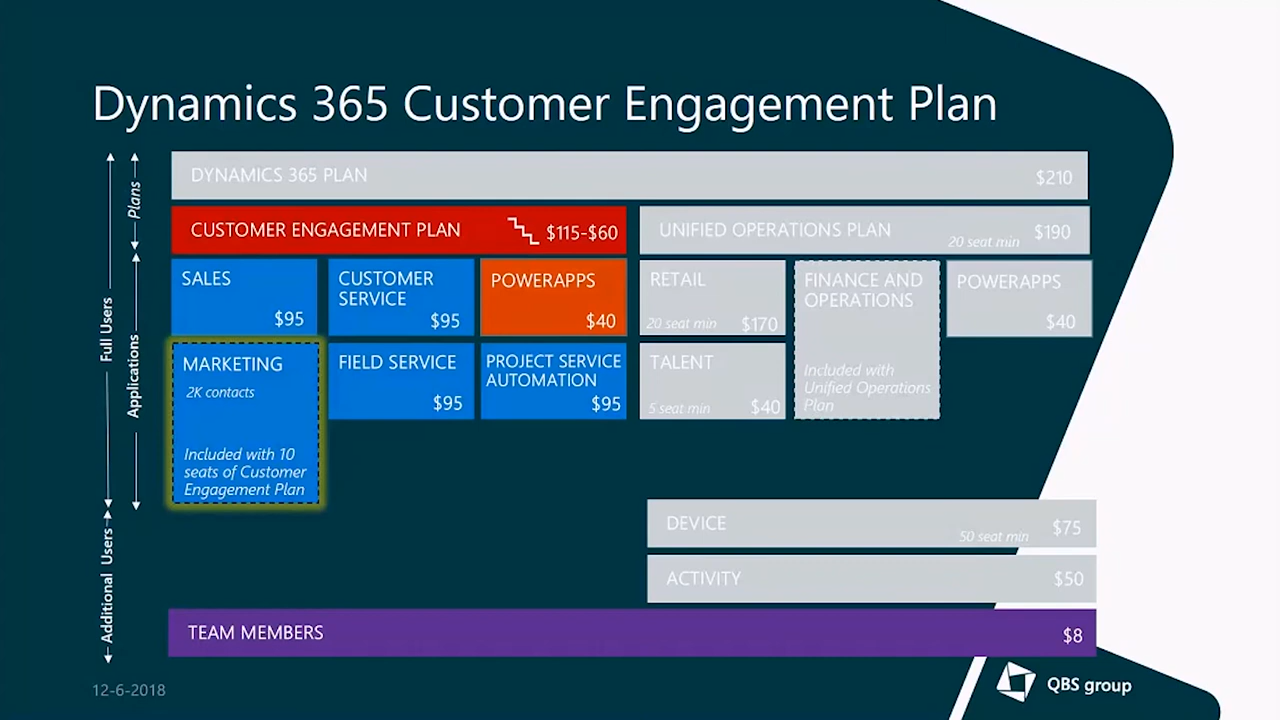 Dynamics 365 Customer Engagement Plan
DYNAMICS 365 PLAN
$210
CUSTOMER ENGAGEMENT PLAN
$115-$60
UNIFIED OPERATIONS PLAN
20 seat min
$190
SALES
$95
CUSTOMER
SERVICE
$95
POWERAPPS
$40
RETAIL
20 seat min
$170
FINANCE AND
OPERATIONS
Included with
Unified Operations
Plan
POWERAPPS
$40
MARKETING
2K contacts
Included with 10
seats of Customer
Engagement Plan
FIELD SERVICE
$95
PROJECT SERVICE
AUTOMATION
$95
TALENT
5 seat min
$40
DEVICE
50 seat min
$75
ACTIVITY
$50
TEAM MEMBERS
$8
Plans
Full Users
Applications
Additional Users
12-6-2018
QBS group